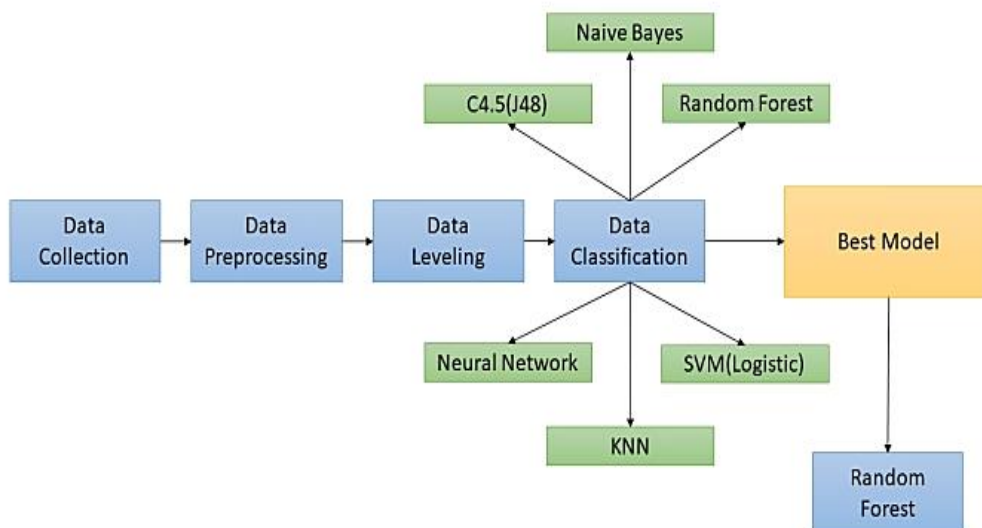 Naive Bayes
C4.5(J48)
Random Forest
Data
Collection
Data
Preprocessing
Data
Leveling
Data
Classification
Best Model
Neural Network
SVM(Logistic)
KNN
Random
Forest